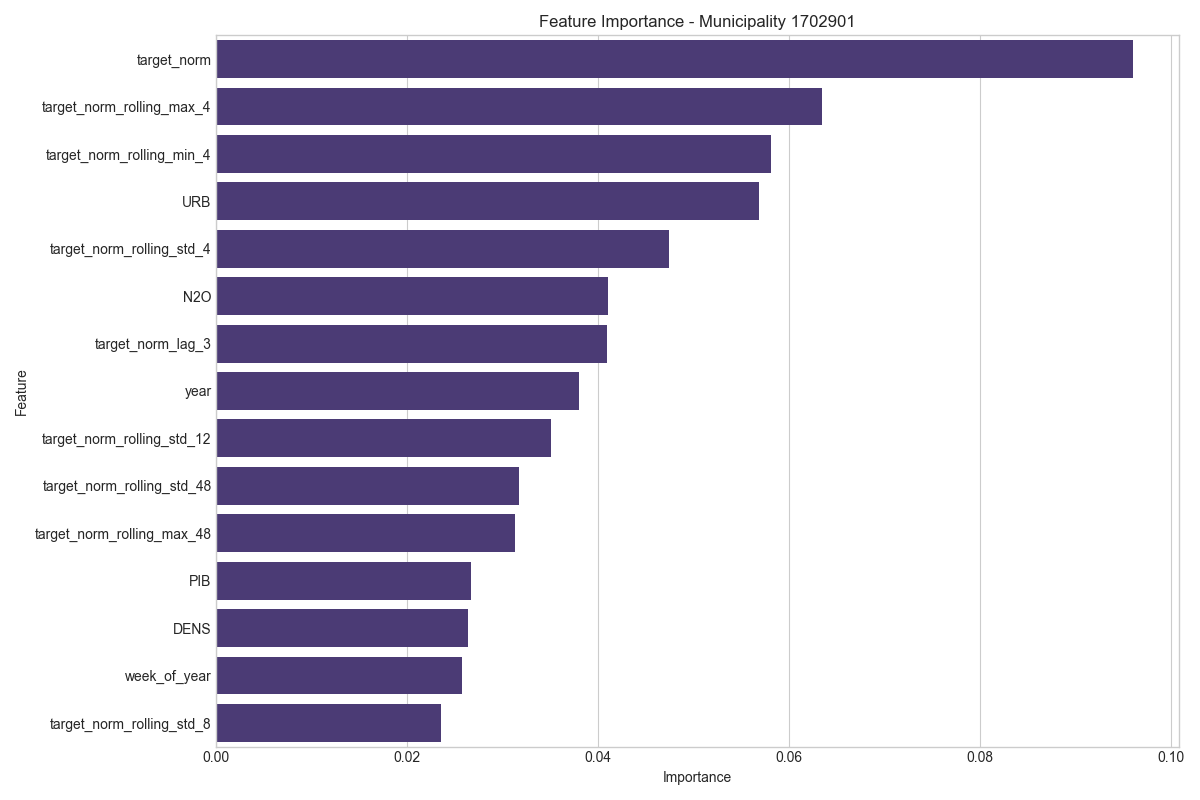 Feature Importance - Municipality 1702901
target_norm
target_norm_rolling_max_4
target_norm_rolling_min_4
URB
target_norm_rolling_std_4
N2O
target_norm_lag_3
year
target_norm_rolling_std_12
target_norm_rolling_std_48
target_norm_rolling_max_48
PIB
DENS
week_of_year
target_norm_rolling_std_8
Feature
0.00 0.02 0.04 0.06 0.08 0.10
Importance